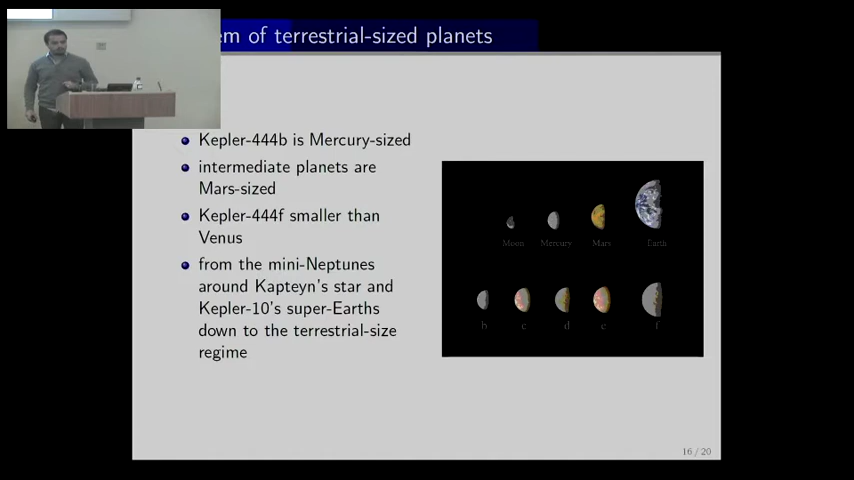 em of terrestrial-sized planets
Kepler-444b is Mercury-sized
intermediate planets are
Mars-sized
Kepler-444f smaller than
Venus
from the mini-Neptunes
around Kapteyn's star and
Kepler-10's super-Earths
down to the terrestrial-size
regime
Moon Mercury Mars Earth
b c d e f
16 / 20